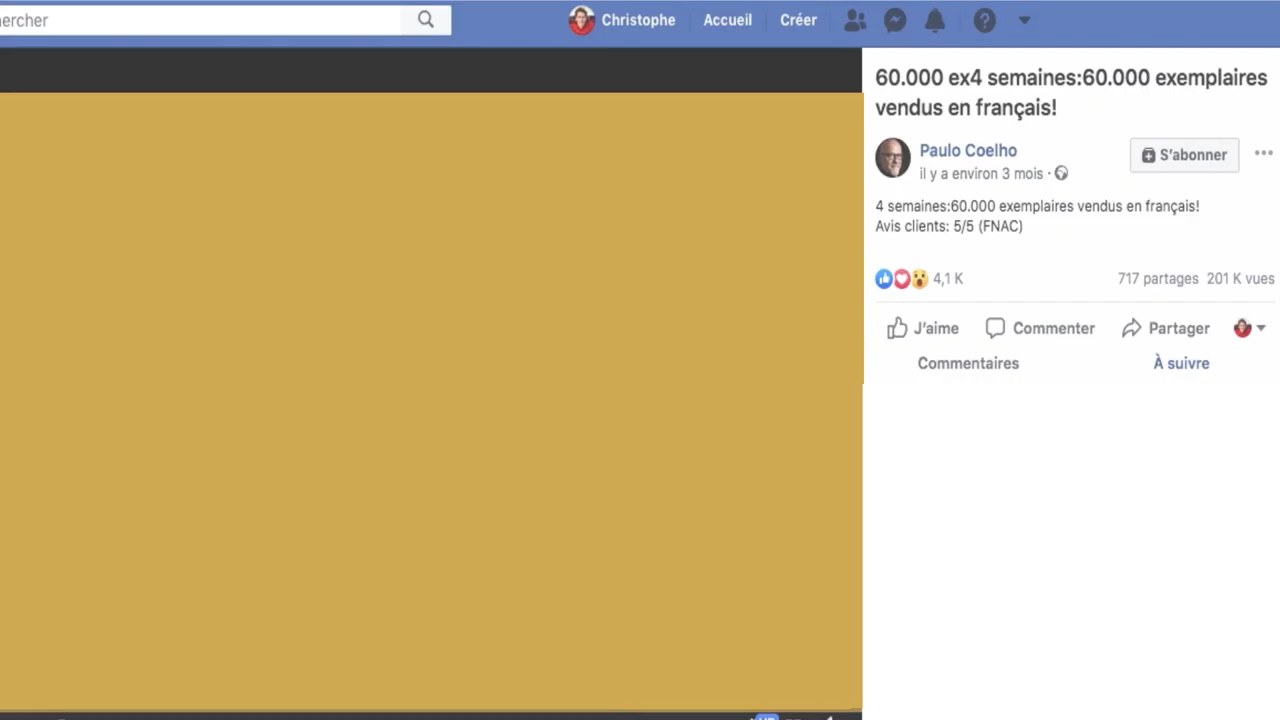 hercher
Christophe Accueil Créer
60.000 ex4 semaines:60.000 exemplaires
vendus en français!
Paulo Coelho
S'abonner
il y a environ 3 mois ·
4 semaines:60.000 exemplaires vendus en français!
Avis clients: 5/5 (FNAC)
4,1 K
717 partages 201 K vues
J'aime Commenter Partager
Commentaires À suivre